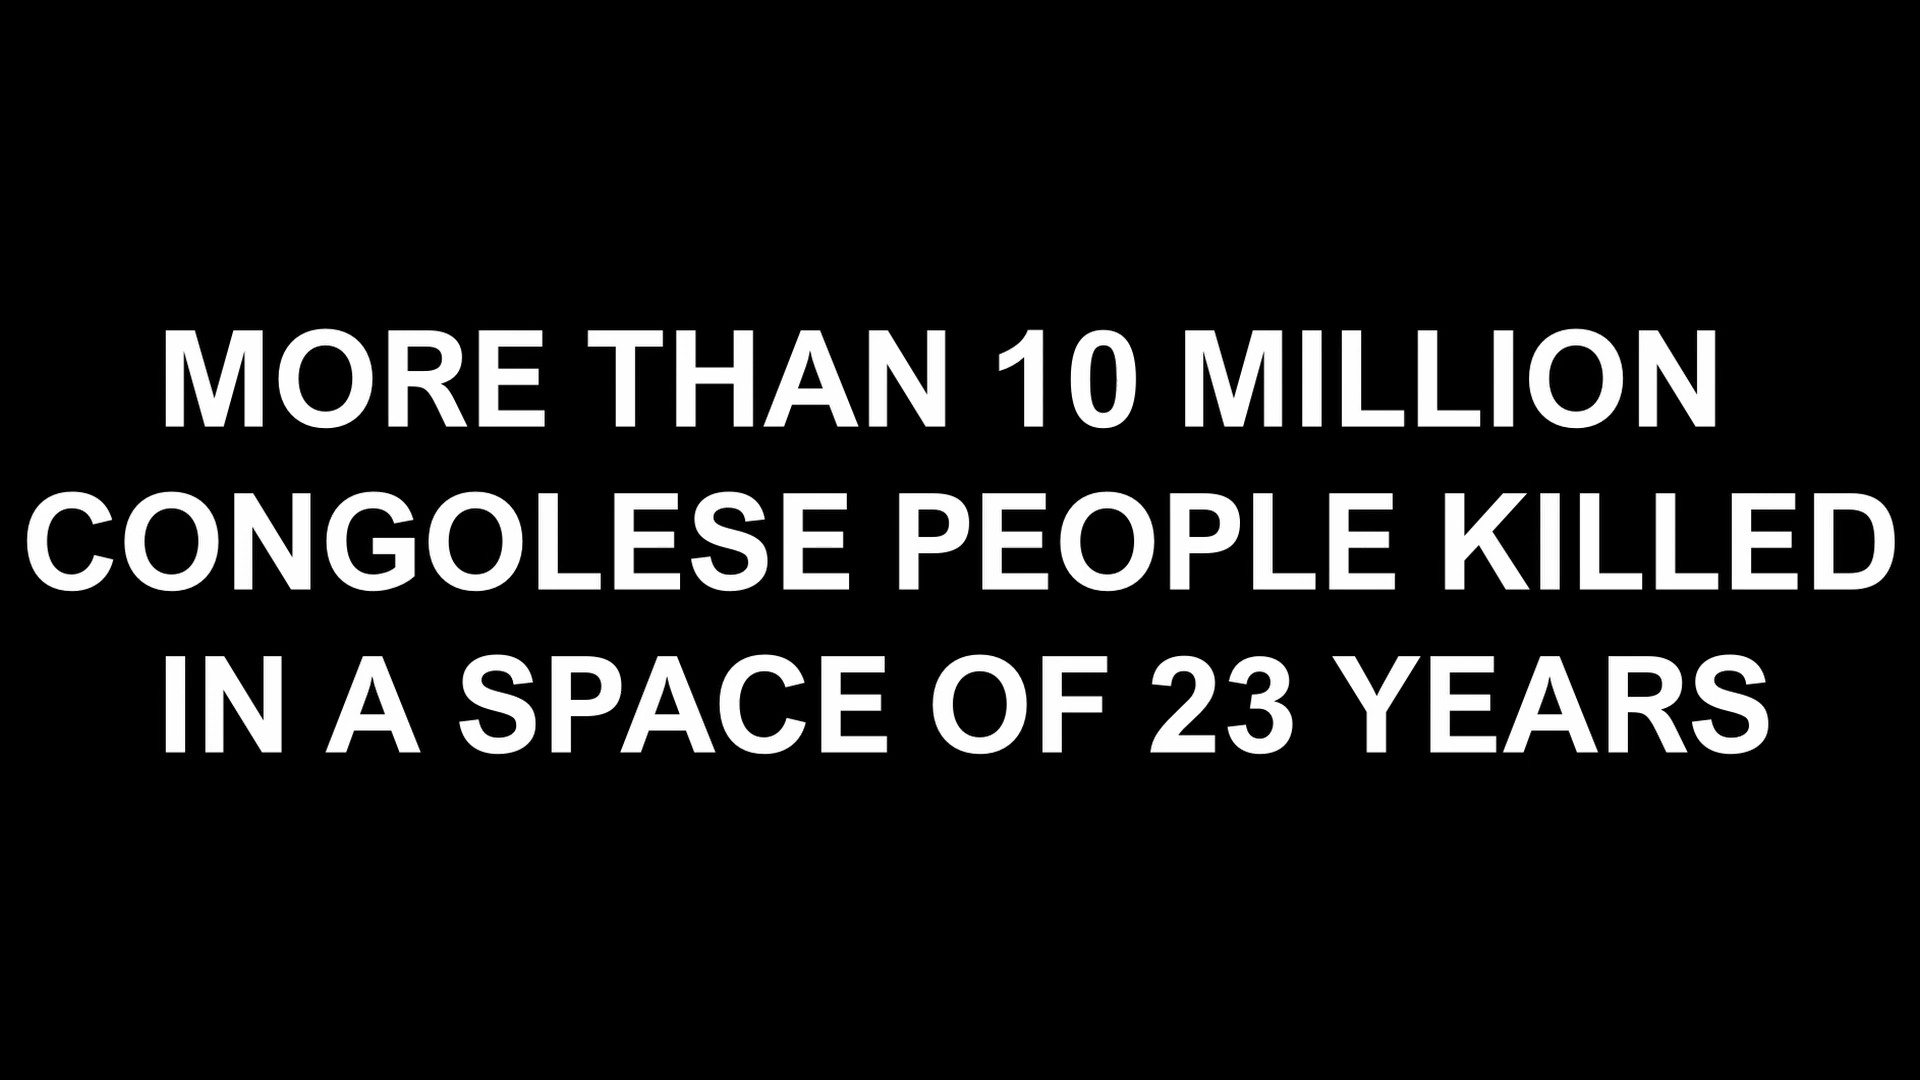 MORE THAN 10 MILLION
CONGOLESE PEOPLE KILLED
IN A SPACE OF 23 YEARS